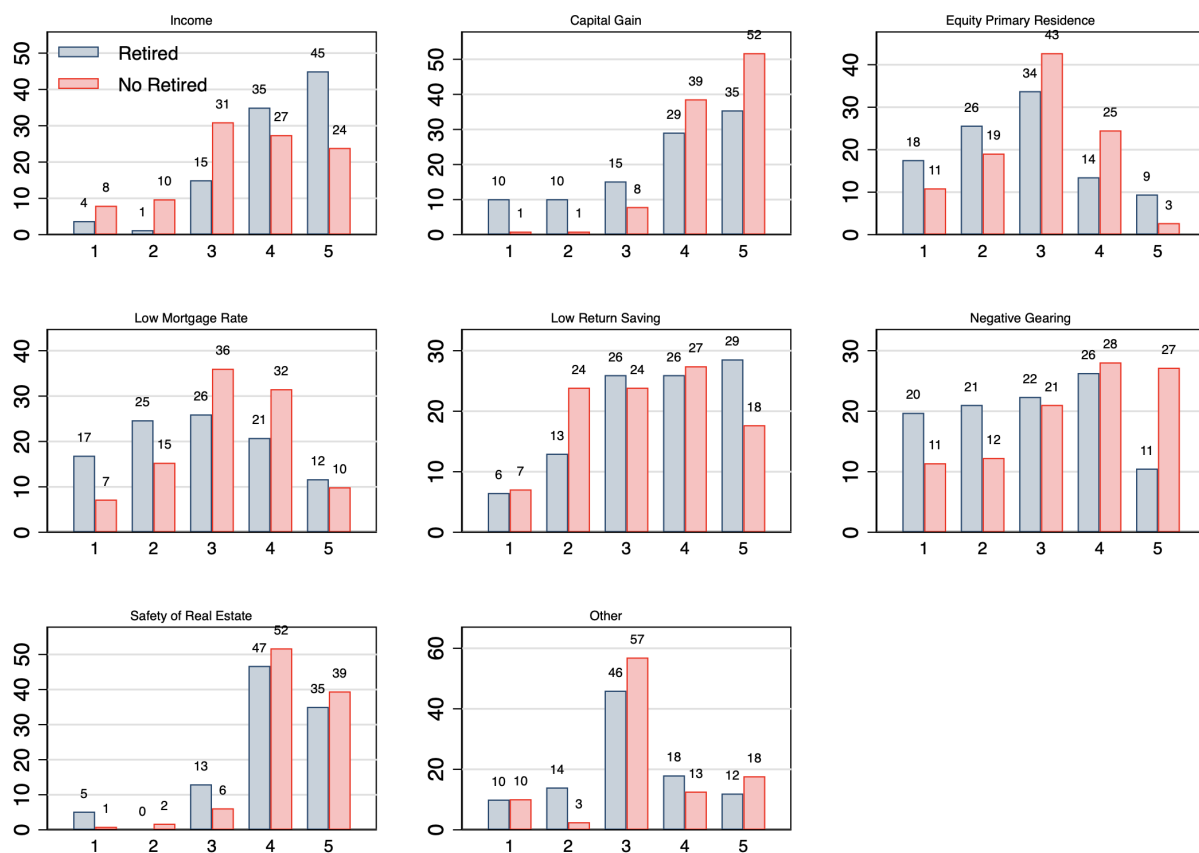 Income
Retired
No Retired
0 10 20 30 40 50
4 8 1 10 15 31 35 27 45 24
1 2 3 4 5
Capital Gain
0 10 20 30 40 50
10 1 10 1 15 8 29 39 35 52
1 2 3 4 5
Equity Primary Residence
0 10 20 30 40
18 11 26 19 34 43 14 25 9 3
1 2 3 4 5
Low Mortgage Rate
0 10 20 30 40
17 7 25 15 26 36 21 32 12 10
1 2 3 4 5
Low Return Saving
0 10 20 30
6 7 13 24 26 24 26 27 29 18
1 2 3 4 5
Negative Gearing
0 10 20 30
20 11 21 12 22 21 26 28 11 27
1 2 3 4 5
Safety of Real Estate
0 10 20 30 40 50
5 1 0 2 13 6 47 52 35 39
1 2 3 4 5
Other
0 20 40 60
10 10 14 3 46 57 18 13 12 18
1 2 3 4 5